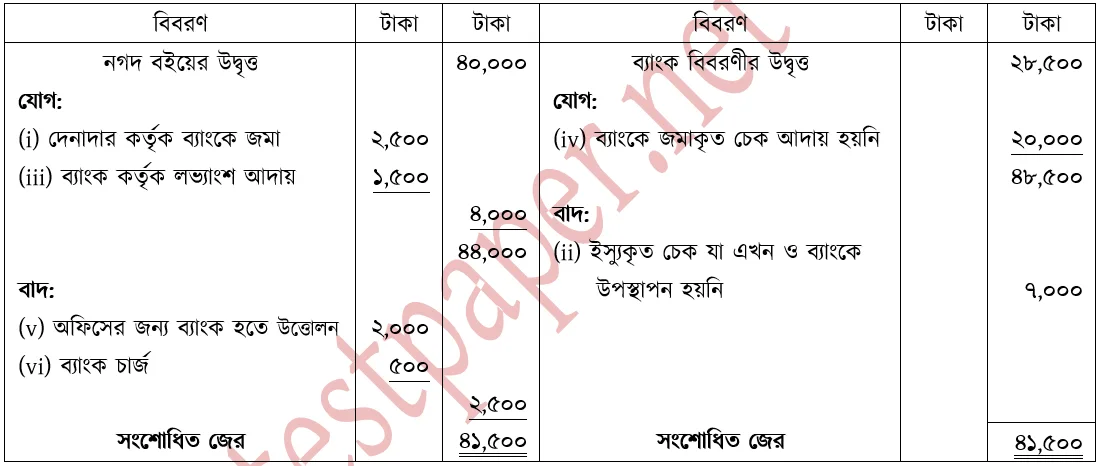 বিবরণ টাকা টাকা বিবরণ টাকা টাকা
নগদ বইয়ের উদ্বৃত্ত ৪০,০০০ ব্যাংক বিবরণীর উদ্বৃত্ত ২৮,৫০০
যোগ: যোগ:
(i) দেনাদার কর্তৃক ব্যাংকে জমা ২,৫০০ (iv) ব্যাংকে জমাকৃত চেক আদায় হয়নি ২০,০০০
(iii) ব্যাংক কর্তৃক লভ্যাংশ আদায় ১,৫০০ ৪৮,৫০০
৪,০০০ বাদ:
৪৪,০০০ (ii) ইস্যুকৃত চেক যা এখন ও ব্যাংকে
বাদ: উপস্থাপন হয়নি ৭,০০০
(v) অফিসের জন্য ব্যাংক হতে উত্তোলন ২,০০০
(vi) ব্যাংক চার্জ ৫০০
২,৫০০
সংশোধিত জের ৪১,৫০০ সংশোধিত জের ৪১,৫০০
testpaper.net